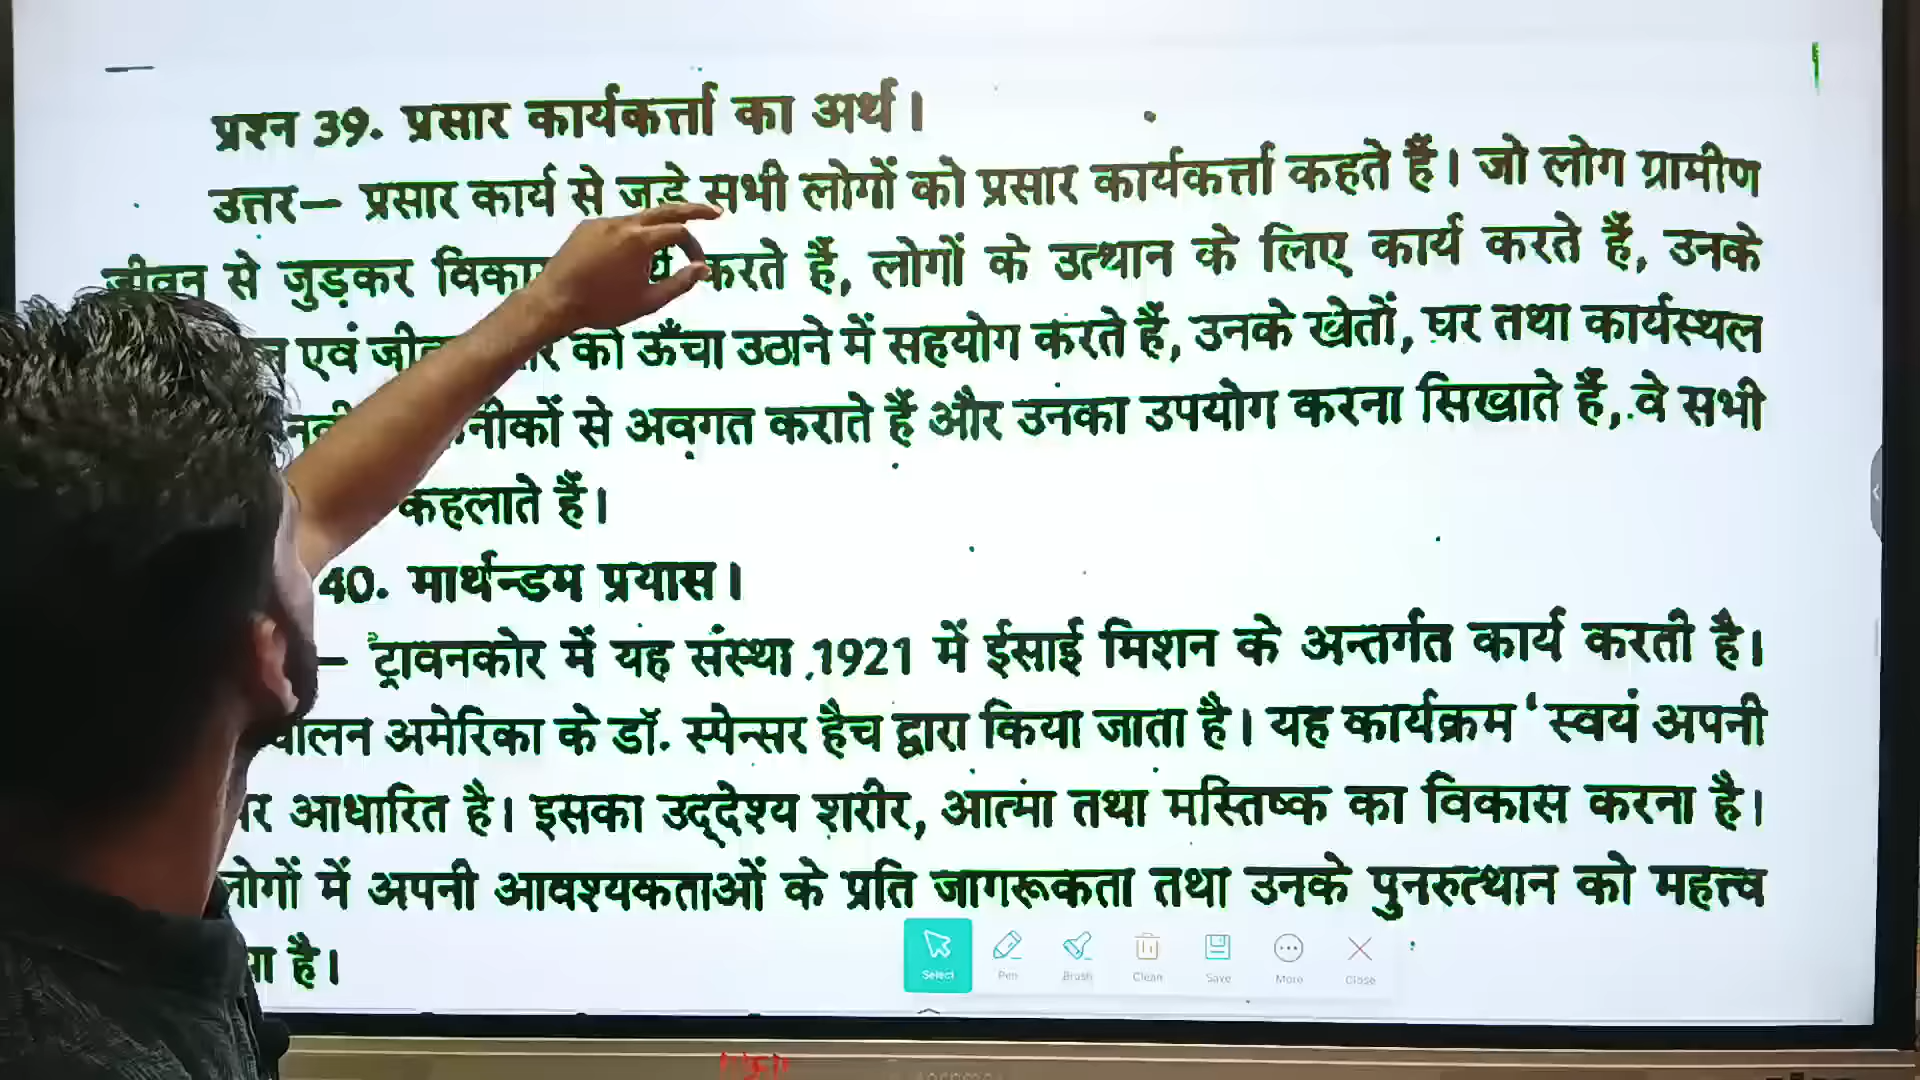 प्रश्न 39. प्रसार कार्यकर्त्ता का अर्थ।
उत्तर— प्रसार कार्य से जुड़े सभी लोगों को प्रसार कार्यकर्त्ता कहते हैं। जो लोग ग्रामीण
जीवन से जुड़कर करते हैं, लोगों के उत्थान के लिए कार्य करते हैं, उनके
एवं को ऊँचा उठाने में सहयोग करते हैं, उनके खेतों, घर तथा कार्यस्थल
से अवगत कराते हैं और उनका उपयोग करना सिखाते हैं, वे सभी
कहलाते हैं।
40. मार्थन्डम प्रयास।
— ट्रावनकोर में यह संस्था 1921 में ईसाई मिशन के अन्तर्गत कार्य करती है।
अमेरिका के डॉ. स्पेन्सर हैच द्वारा किया जाता है। यह कार्यक्रम ‘स्वयं अपनी
आधारित है। इसका उद्देश्य शरीर, आत्मा तथा मस्तिष्क का विकास करना है।
लोगों में अपनी आवश्यकताओं के प्रति जागरूकता तथा उनके पुनरुत्थान को महत्त्व
है।
Select Pen Brush Clean Save More Close